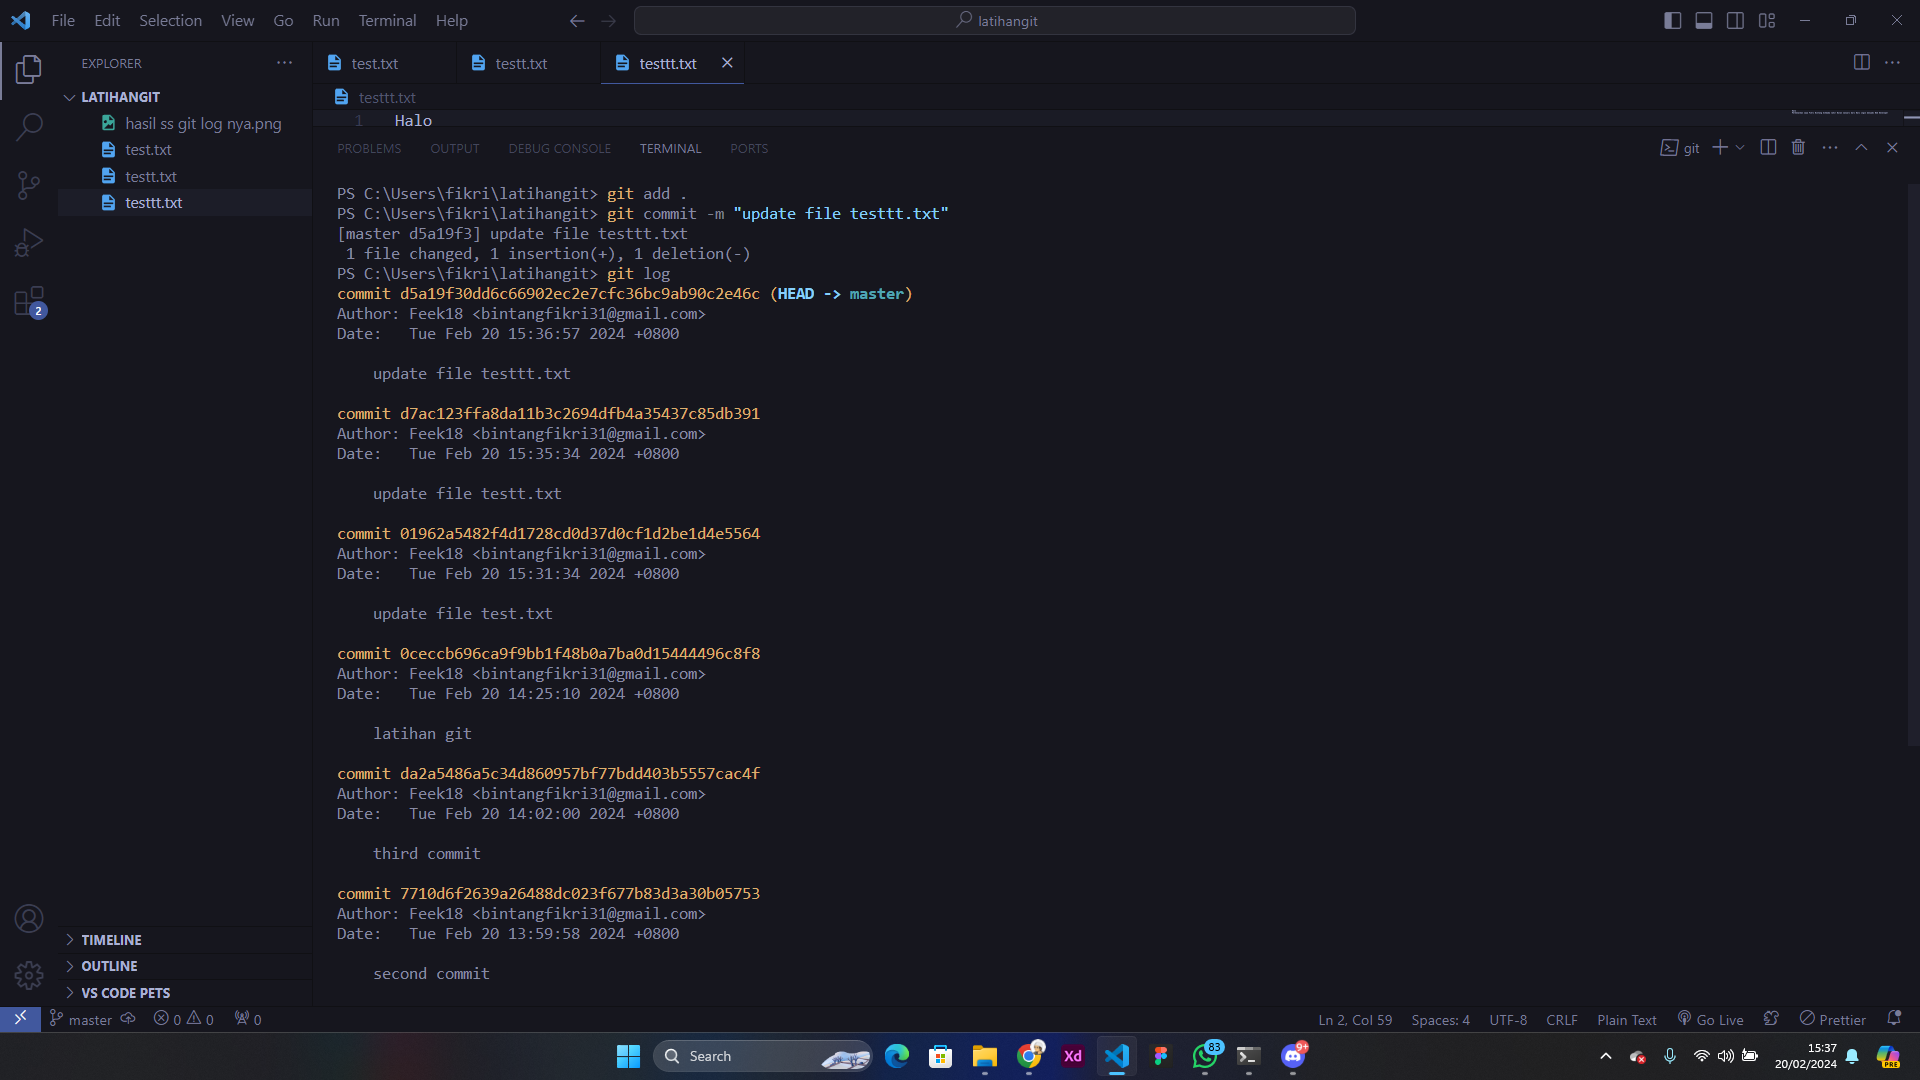 File Edit Selection View Go Run Terminal Help
latihangit
EXPLORER
LATIHANGIT
hasil ss git log nya.png
test.txt
testt.txt
testtt.txt
TIMELINE
OUTLINE
VS CODE PETS
test.txt testt.txt testtt.txt
testtt.txt
1 Halo
PROBLEMS OUTPUT DEBUG CONSOLE TERMINAL PORTS
git
PS C:\Users\fikri\latihangit> git add .
PS C:\Users\fikri\latihangit> git commit -m "update file testtt.txt"
[master d5a19f3] update file testtt.txt
1 file changed, 1 insertion(+), 1 deletion(-)
PS C:\Users\fikri\latihangit> git log
commit d5a19f30dd6c66902ec2e7cfc36bc9ab90c2e46c (HEAD -> master)
Author: Feek18 <bintangfikri31@gmail.com>
Date:   Tue Feb 20 15:36:57 2024 +0800
update file testtt.txt
commit d7ac123ffa8da11b3c2694dfb4a35437c85db391
Author: Feek18 <bintangfikri31@gmail.com>
Date:   Tue Feb 20 15:35:34 2024 +0800
update file testt.txt
commit 01962a5482f4d1728cd0d37d0cf1d2be1d4e5564
Author: Feek18 <bintangfikri31@gmail.com>
Date:   Tue Feb 20 15:31:34 2024 +0800
update file test.txt
commit 0ceccb696ca9f9bb1f48b0a7ba0d15444496c8f8
Author: Feek18 <bintangfikri31@gmail.com>
Date:   Tue Feb 20 14:25:10 2024 +0800
latihan git
commit da2a5486a5c34d860957bf77bdd403b5557cac4f
Author: Feek18 <bintangfikri31@gmail.com>
Date:   Tue Feb 20 14:02:00 2024 +0800
third commit
commit 7710d6f2639a26488dc023f677b83d3a30b05753
Author: Feek18 <bintangfikri31@gmail.com>
Date:   Tue Feb 20 13:59:58 2024 +0800
second commit
2
master 0 0 0
Ln 2, Col 59 Spaces: 4 UTF-8 CRLF Plain Text Go Live Prettier
Search
Xd
83
9+
15:37
20/02/2024
PRE